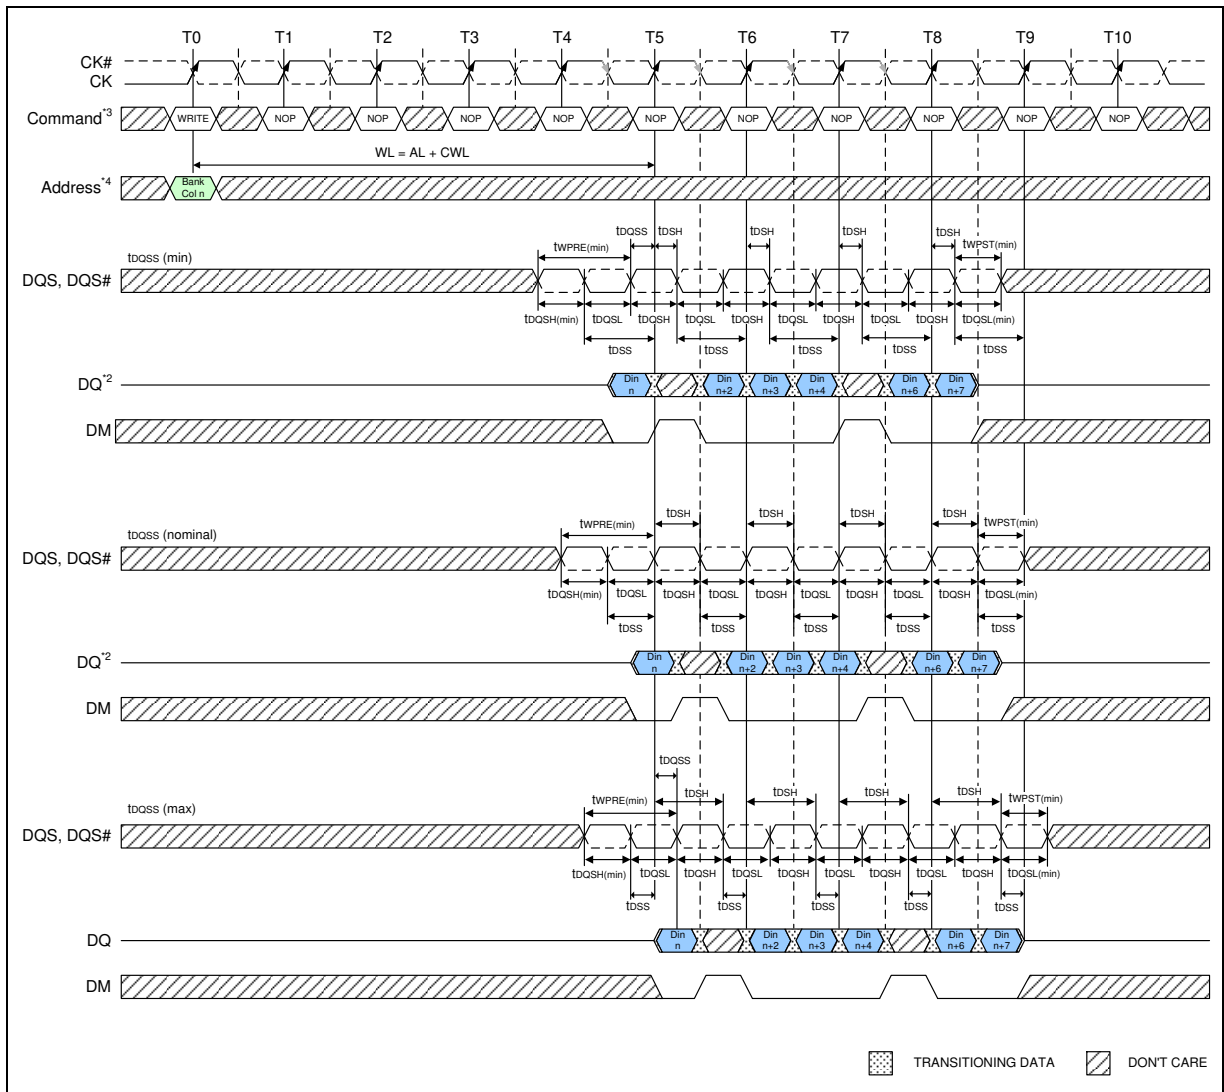 T0 T1 T2 T3 T4 T5 T6 T7 T8 T9 T10
CK#
CK
Command*3 WRITE NOP NOP NOP NOP NOP NOP NOP NOP NOP NOP
WL = AL + CWL
Address*4 Bank Col n
tDQSS tDSH tDSH tDSH tDSH
tWPRE(min) tWPST(min)
tDQSS (min)
DQS, DQS#
tDQSH(min) tDQSL tDQSH tDQSL tDQSH tDQSL tDQSH tDQSL tDQSH tDQSL(min)
tDSS tDSS tDSS tDSS tDSS
DQ*2 Din n Din n+2 Din n+3 Din n+4 Din n+6 Din n+7
DM
tDSH tDSH tDSH tDSH
tWPRE(min) tWPST(min)
tDQSS (nominal)
DQS, DQS#
tDQSH(min) tDQSL tDQSH tDQSL tDQSH tDQSL tDQSH tDQSL tDQSH tDQSL(min)
tDSS tDSS tDSS tDSS tDSS
DQ*2 Din n Din n+2 Din n+3 Din n+4 Din n+6 Din n+7
DM
tDQSS
tWPRE(min) tDSH tDSH tDSH tDSH tWPST(min)
tDQSS (max)
DQS, DQS#
tDQSH(min) tDQSL tDQSH tDQSL tDQSH tDQSL tDQSH tDQSL tDQSH tDQSL(min)
tDSS tDSS tDSS tDSS tDSS
DQ Din n Din n+2 Din n+3 Din n+4 Din n+6 Din n+7
DM
TRANSITIONING DATA DON'T CARE